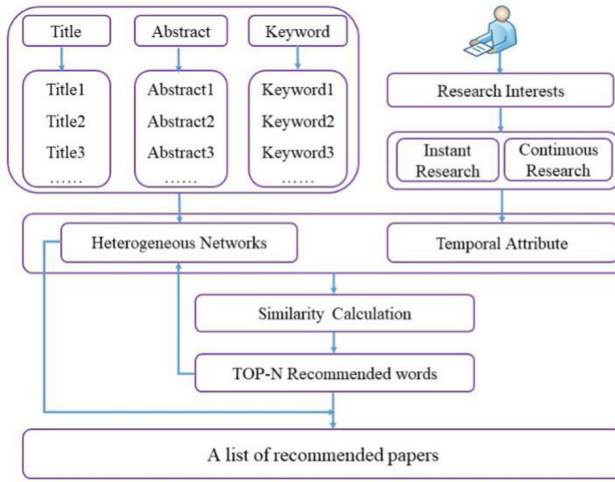 Title
Abstract
Keyword
Title1
Title2
Title3
……
Abstract1
Abstract2
Abstract3
……
Keyword1
Keyword2
Keyword3
……
Research Interests
Instant
Research
Continuous
Research
Heterogeneous Networks
Temporal Attribute
Similarity Calculation
TOP-N Recommended words
A list of recommended papers